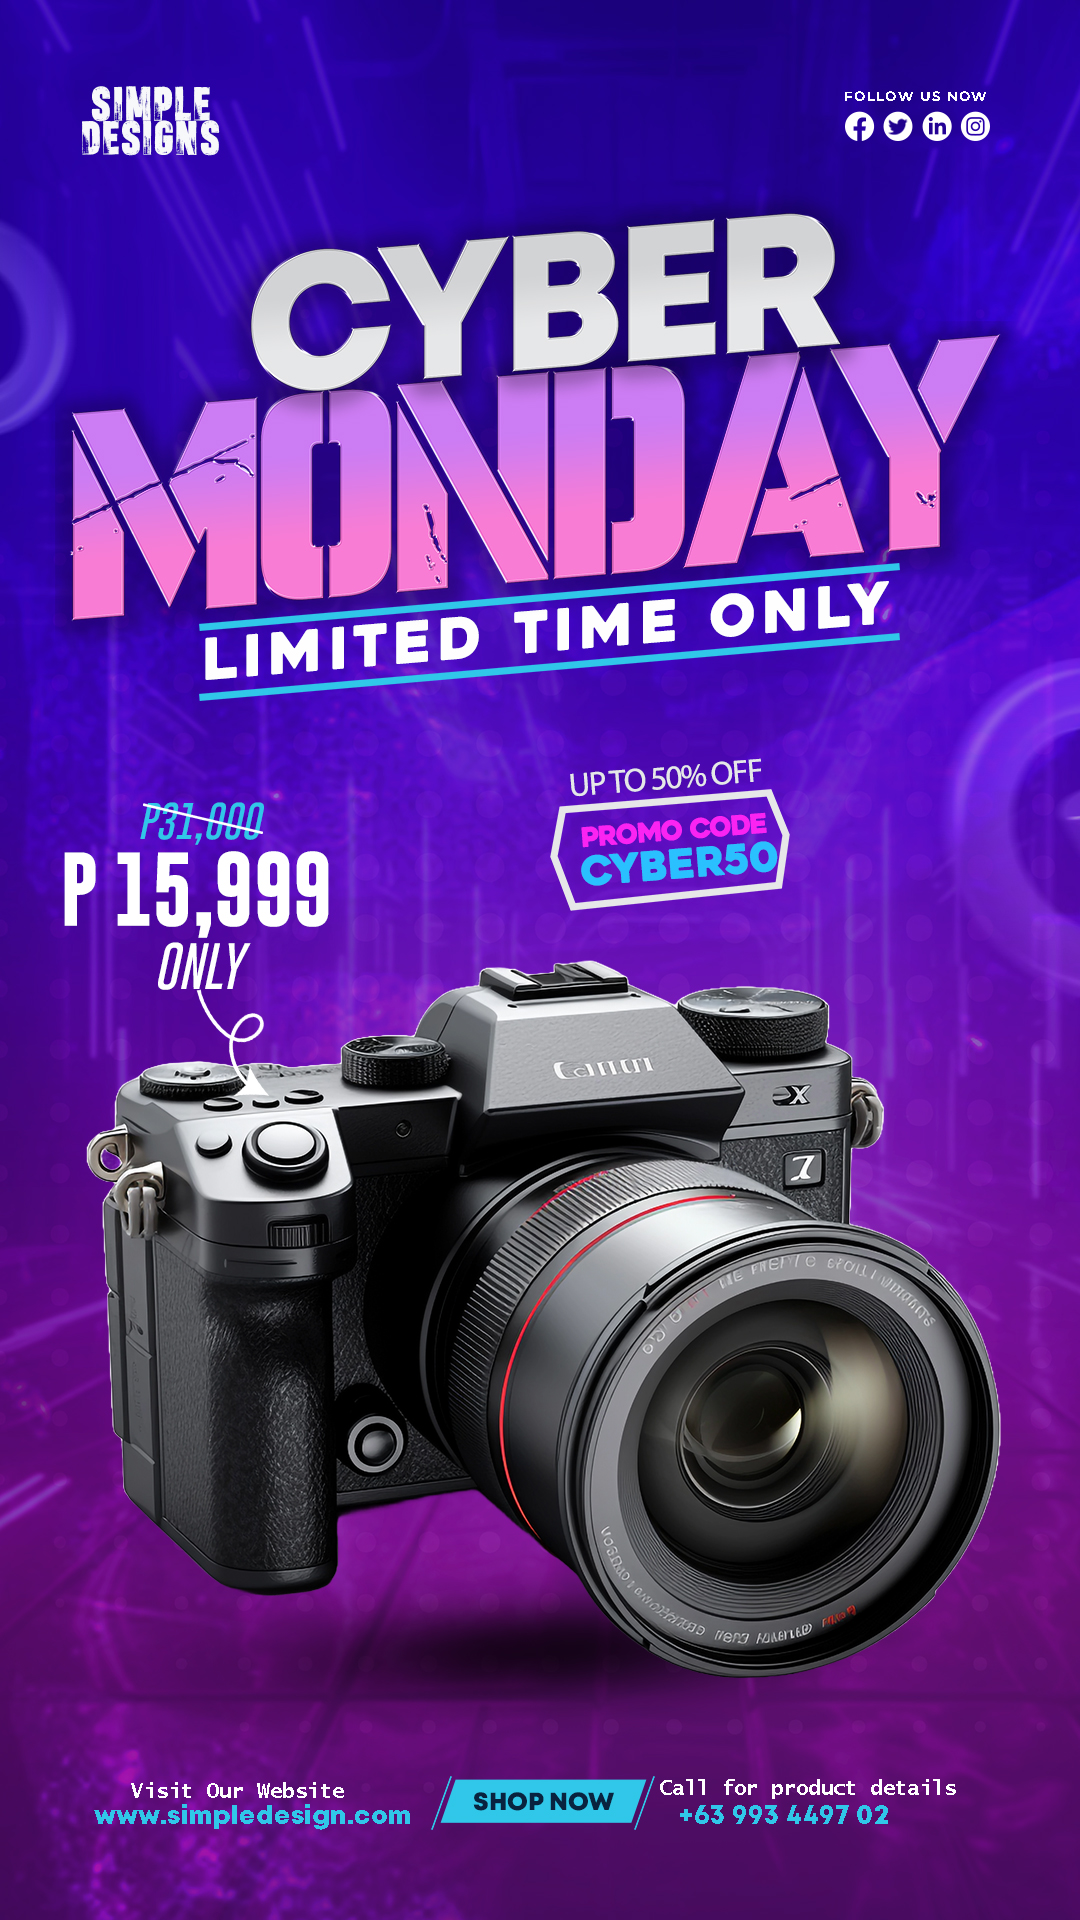 SIMPLE
DESIGNS
FOLLOW US NOW
CYBER
MONDAY
LIMITED TIME ONLY
UP TO 50% OFF
PROMO CODE
CYBER50
P31,000
P 15,999
ONLY
X
7
Visit Our Website
www.simpledesign.com
SHOP NOW
Call for product details
+63 993 4497 02